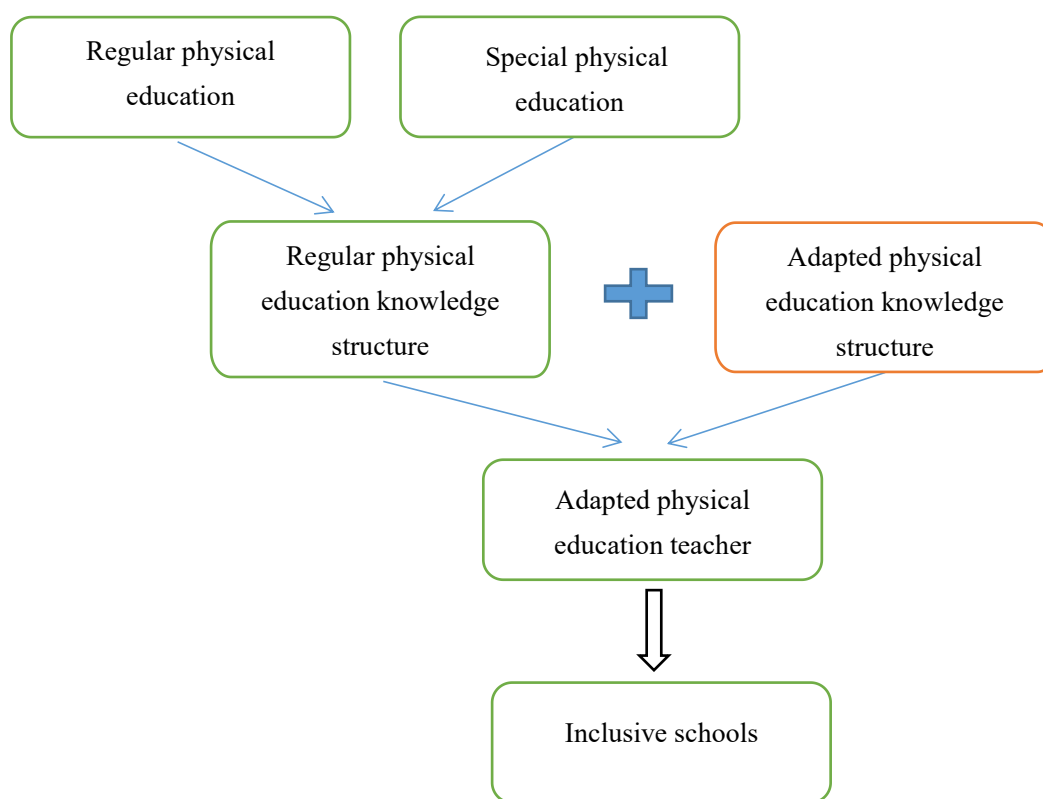 Regular physical
education
Special physical
education
Regular physical
education knowledge
structure
Adapted physical
education knowledge
structure
Adapted physical
education teacher
Inclusive schools